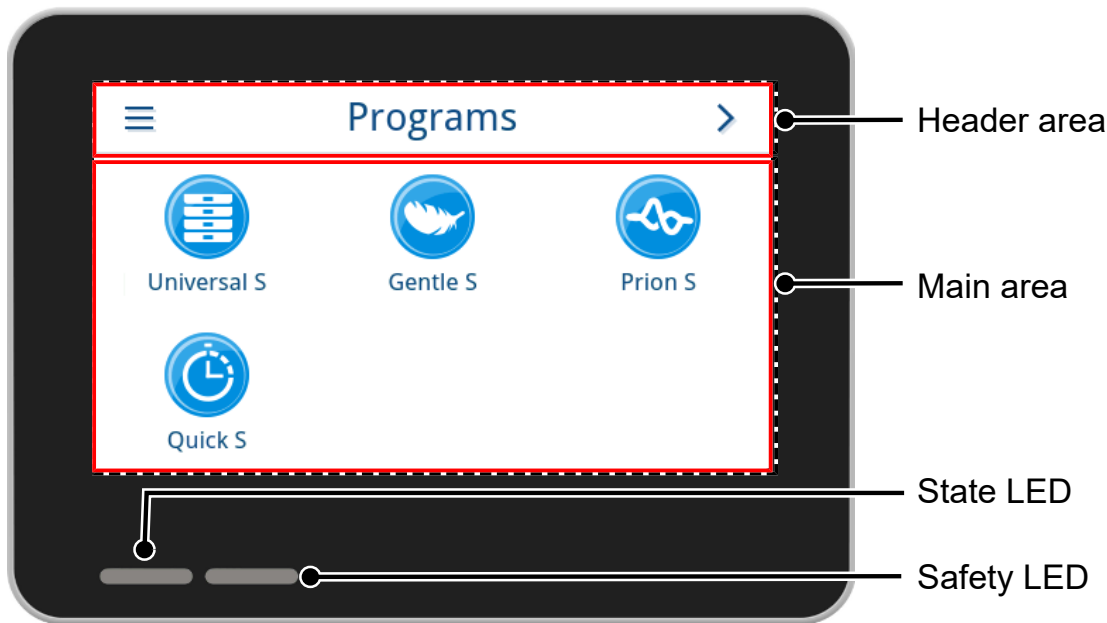 Programs
Header area
Universal S
Gentle S
Prion S
Main area
Quick S
State LED
Safety LED